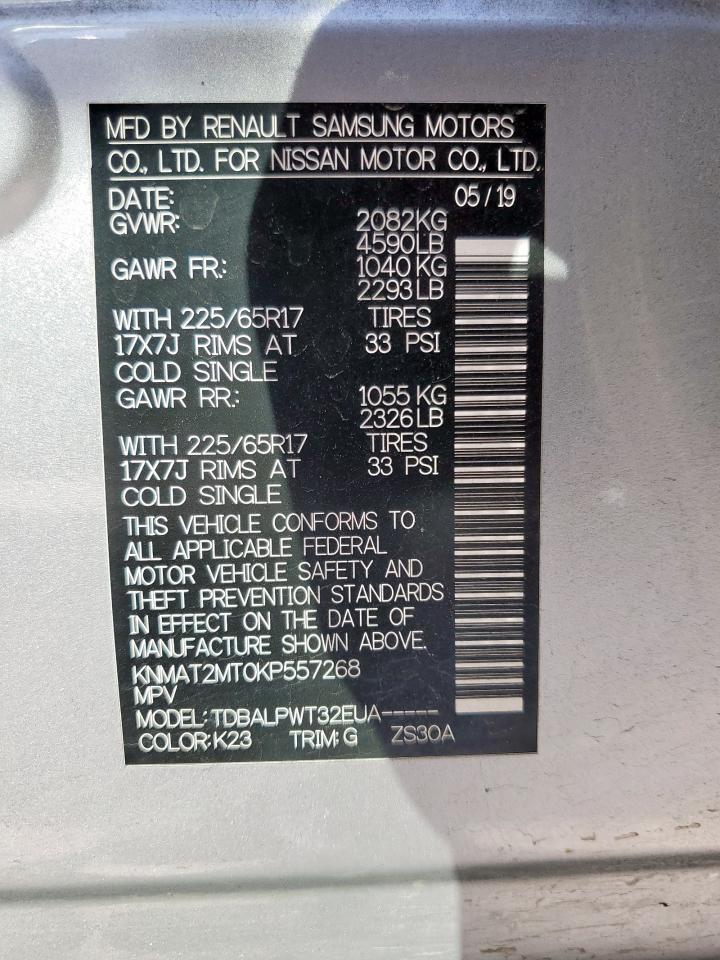 MFD BY RENAULT SAMSUNG MOTORS
CO., LTD. FOR NISSAN MOTOR CO., LTD.
DATE: 05/19
GVWR: 2082KG
4590LB
GAWR FR.: 1040KG
2293LB
WITH 225/65R17 TIRES
17X7J RIMS AT 33 PSI
COLD SINGLE
GAWR RR.: 1055 KG
2326LB
WITH 225/65R17 TIRES
17X7J RIMS AT 33 PSI
COLD SINGLE
THIS VEHICLE CONFORMS TO
ALL APPLICABLE FEDERAL
MOTOR VEHICLE SAFETY AND
THEFT PREVENTION STANDARDS
IN EFFECT ON THE DATE OF
MANUFACTURE SHOWN ABOVE.
KNMAT2MT0KP557268
MPV
MODEL: TDBALPWT32EUA-----
COLOR: K23 TRIM: G ZS30A